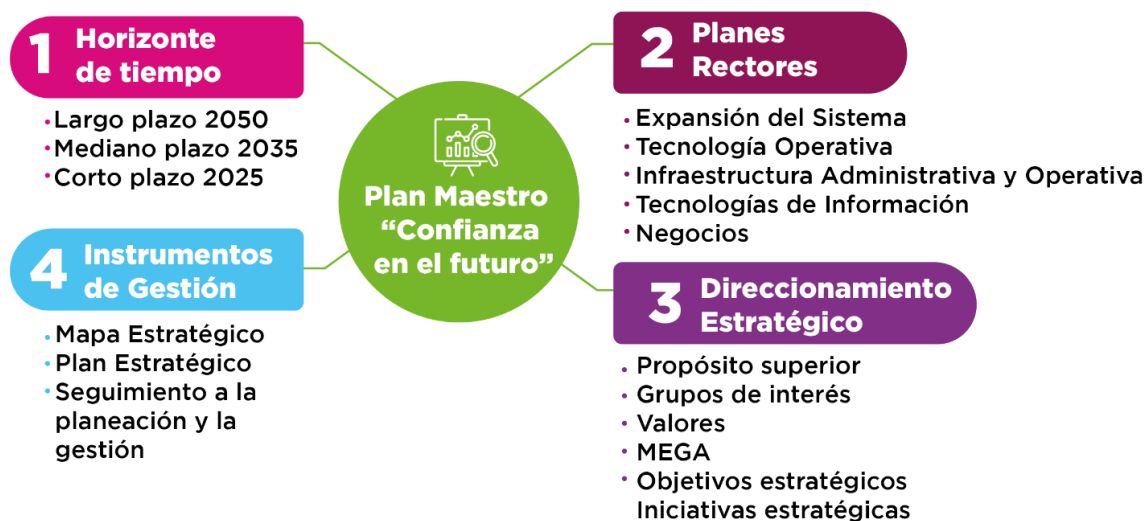 1 Horizonte
de tiempo
• Largo plazo 2050
• Mediano plazo 2035
• Corto plazo 2025
2 Planes
Rectores
• Expansión del Sistema
• Tecnología Operativa
• Infraestructura Administrativa y Operativa
• Tecnologías de Información
• Negocios
Plan Maestro
“Confianza
en el futuro”
3 Direccionamiento
Estratégico
• Propósito superior
• Grupos de interés
• Valores
• MEGA
• Objetivos estratégicos
Iniciativas estratégicas
4 Instrumentos
de Gestión
• Mapa Estratégico
• Plan Estratégico
• Seguimiento a la
planeación y la
gestión